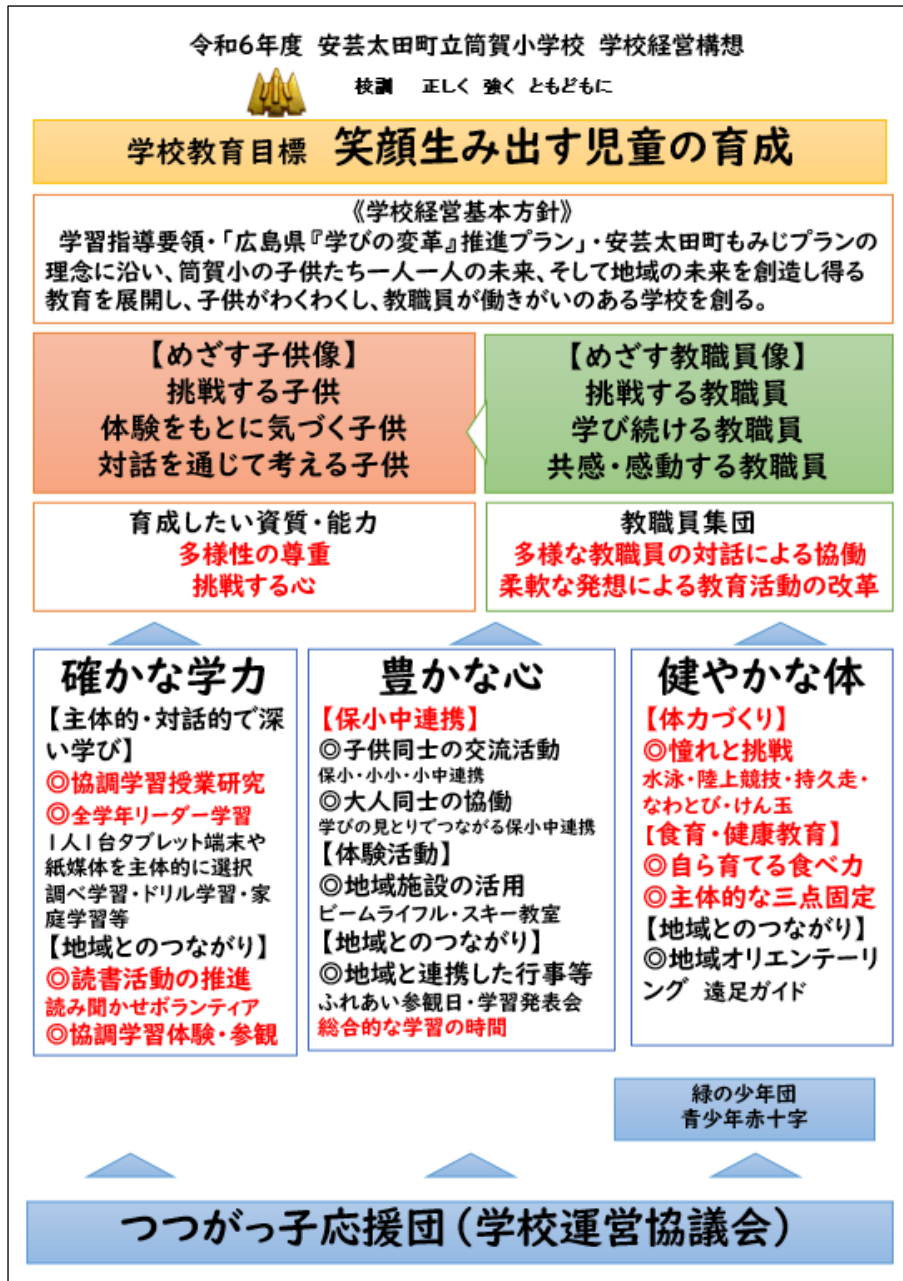 令和6年度 安芸太田町立筒賀小学校 学校経営構想
校訓 正しく 強く ともどもに
学校教育目標 笑顔生み出す児童の育成
《学校経営基本方針》
学習指導要領・「広島県『学びの変革』推進プラン」・安芸太田町もみじプランの
理念に沿い、筒賀小の子供たち一人一人の未来、そして地域の未来を創造し得る
教育を展開し、子供がわくわくし、教職員が働きがいのある学校を創る。
【めざす子供像】
挑戦する子供
体験をもとに気づく子供
対話を通じて考える子供
【めざす教職員像】
挑戦する教職員
学び続ける教職員
共感・感動する教職員
育成したい資質・能力
多様性の尊重
挑戦する心
教職員集団
多様な教職員の対話による協働
柔軟な発想による教育活動の改革
確かな学力
【主体的・対話的で深
い学び】
◎協調学習授業研究
◎全学年リーダー学習
1人1台タブレット端末や
紙媒体を主体的に選択
調べ学習・ドリル学習・家
庭学習等
【地域とのつながり】
◎読書活動の推進
読み聞かせボランティア
◎協調学習体験・参観
豊かな心
【保小中連携】
◎子供同士の交流活動
保小・小小・小中連携
◎大人同士の協働
学びの見とりでつながる保小中連携
【体験活動】
◎地域施設の活用
ビームライフル・スキー教室
【地域とのつながり】
◎地域と連携した行事等
ふれあい参観日・学習発表会
総合的な学習の時間
健やかな体
【体力づくり】
◎憧れと挑戦
水泳・陸上競技・持久走・
なわとび・けん玉
【食育・健康教育】
◎自ら育てる食べ力
◎主体的な三点固定
【地域とのつながり】
◎地域オリエンテーリ
ング 遠足ガイド
緑の少年団
青少年赤十字
つつがっ子応援団（学校運営協議会）